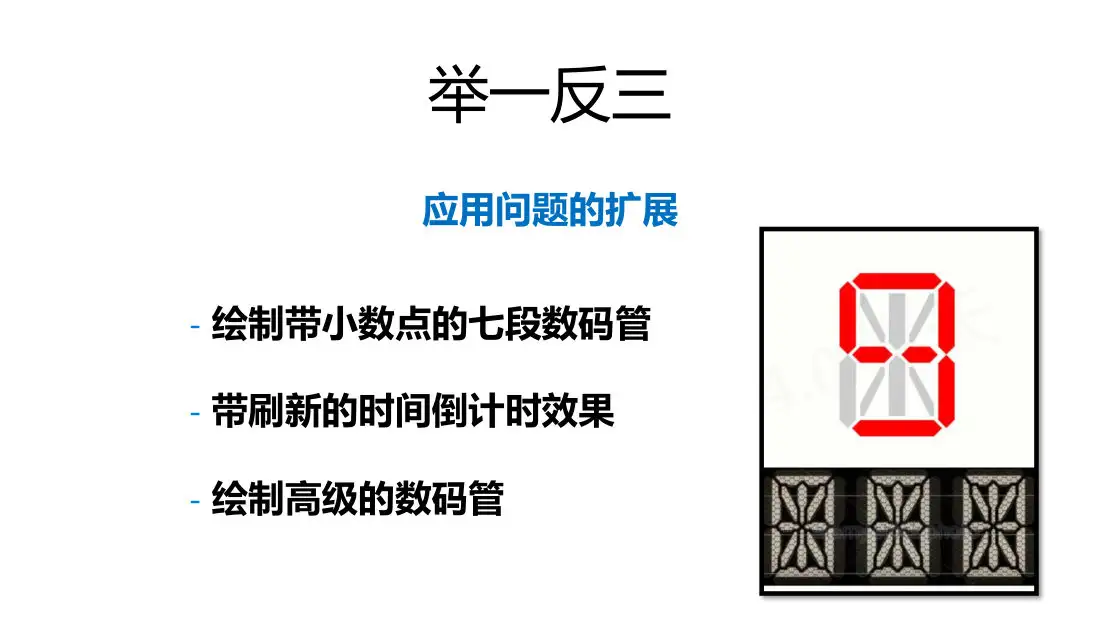 举一反三
应用问题的扩展
- 绘制带小数点的七段数码管
- 带刷新的时间倒计时效果
- 绘制高级的数码管